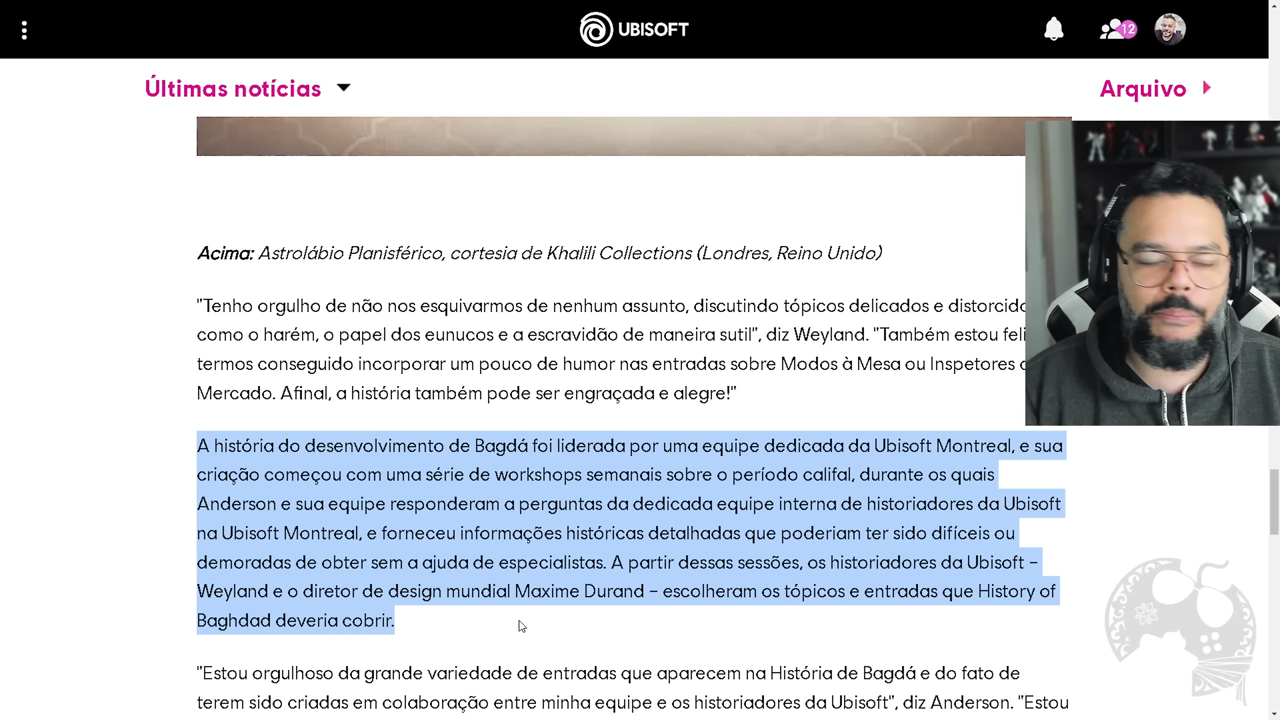 UBISOFT
12
Últimas notícias
Arquivo
Acima: Astrolábio Planisférico, cortesia de Khalili Collections (Londres, Reino Unido)
"Tenho orgulho de não nos esquivarmos de nenhum assunto, discutindo tópicos delicados e
como o harém, o papel dos eunucos e a escravidão de maneira sutil", diz Weyland. "Também estou
termos conseguido incorporar um pouco de humor nas entradas sobre Modos à Mesa ou Inspetores
Mercado. Afinal, a história também pode ser engraçada e alegre!"
A história do desenvolvimento de Bagdá foi liderada por uma equipe dedicada da Ubisoft Montreal, e sua
criação começou com uma série de workshops semanais sobre o período califal, durante os quais
Anderson e sua equipe responderam a perguntas da dedicada equipe interna de historiadores da Ubisoft
na Ubisoft Montreal, e forneceu informações históricas detalhadas que poderiam ter sido difíceis ou
demoradas de obter sem a ajuda de especialistas. A partir dessas sessões, os historiadores da Ubisoft –
Weyland e o diretor de design mundial Maxime Durand – escolheram os tópicos e entradas que History of
Baghdad deveria cobrir.
"Estou orgulhoso da grande variedade de entradas que aparecem na História de Bagdá e do fato de
terem sido criadas em colaboração entre minha equipe e os historiadores da Ubisoft", diz Anderson. "Estou